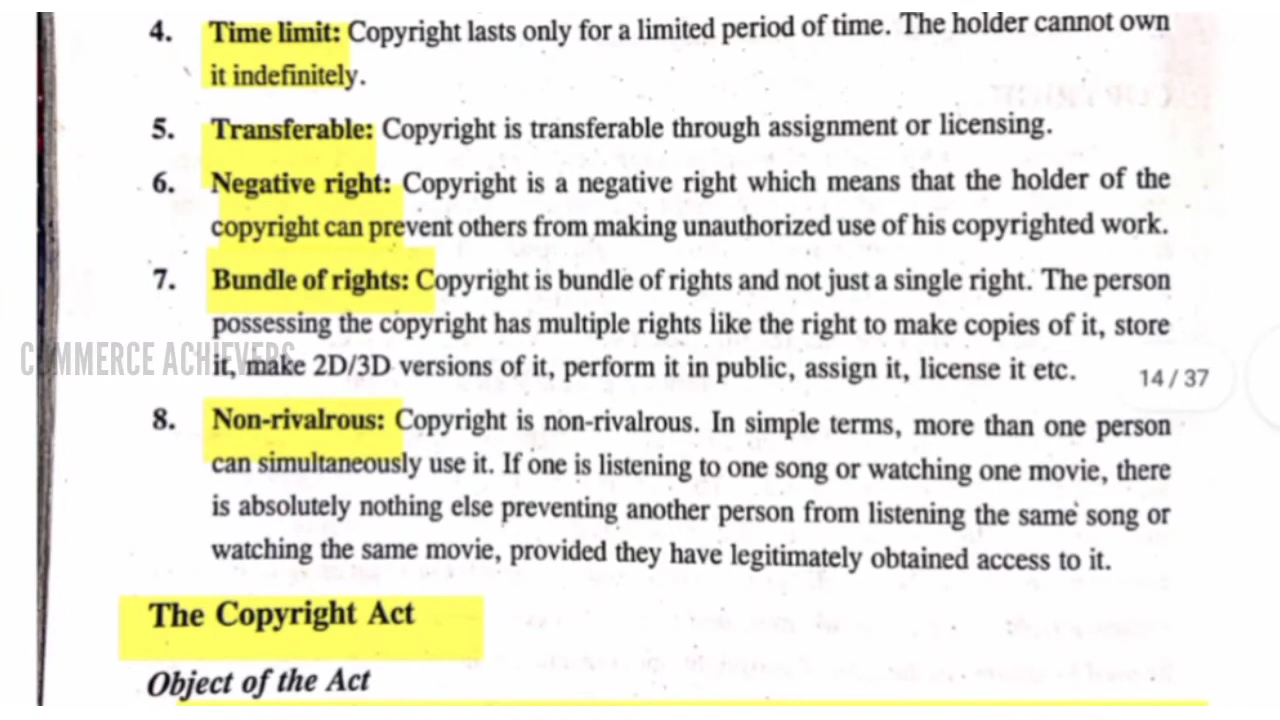 4. Time limit: Copyright lasts only for a limited period of time. The holder cannot own
it indefinitely.
5. Transferable: Copyright is transferable through assignment or licensing.
6. Negative right: Copyright is a negative right which means that the holder of the
copyright can prevent others from making unauthorized use of his copyrighted work.
7. Bundle of rights: Copyright is bundle of rights and not just a single right. The person
possessing the copyright has multiple rights like the right to make copies of it, store
COMMERCE ACHIEVERS
it, make 2D/3D versions of it, perform it in public, assign it, license it etc.
14 / 37
8. Non-rivalrous: Copyright is non-rivalrous. In simple terms, more than one person
can simultaneously use it. If one is listening to one song or watching one movie, there
is absolutely nothing else preventing another person from listening the same song or
watching the same movie, provided they have legitimately obtained access to it.
The Copyright Act
Object of the Act